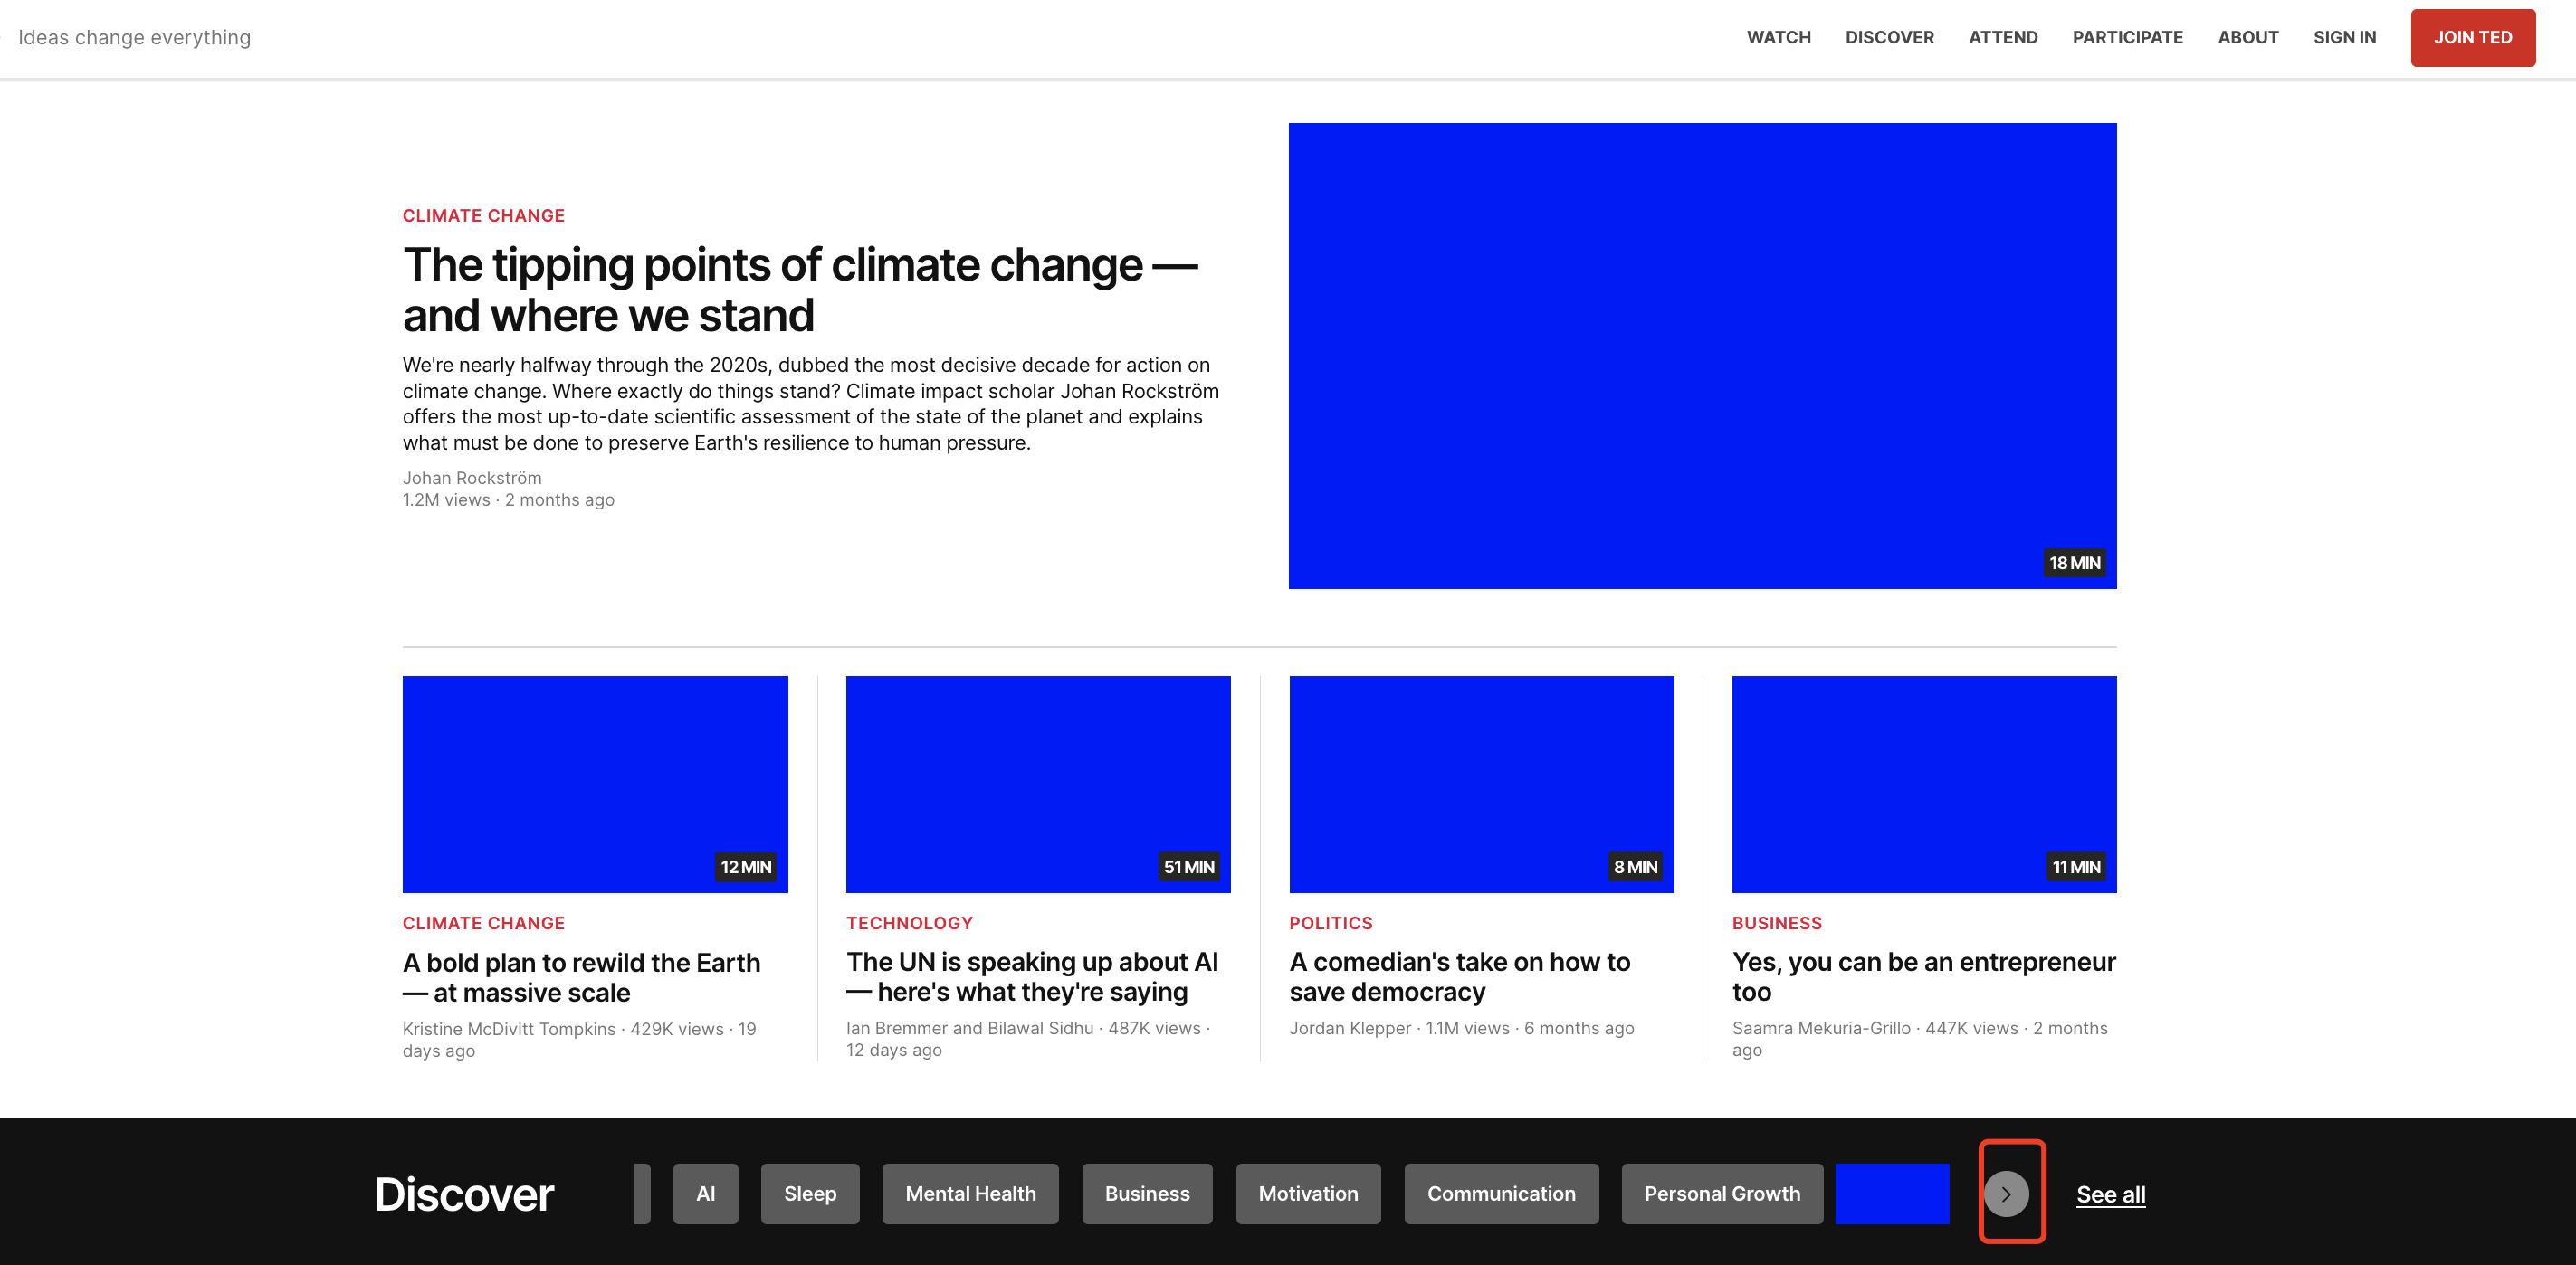 Ideas change everything
WATCH DISCOVER ATTEND PARTICIPATE ABOUT SIGN IN JOIN TED
CLIMATE CHANGE
The tipping points of climate change —
and where we stand
We're nearly halfway through the 2020s, dubbed the most decisive decade for action on
climate change. Where exactly do things stand? Climate impact scholar Johan Rockström
offers the most up-to-date scientific assessment of the state of the planet and explains
what must be done to preserve Earth's resilience to human pressure.
Johan Rockström
1.2M views · 2 months ago
18 MIN
12 MIN
CLIMATE CHANGE
A bold plan to rewild the Earth
— at massive scale
Kristine McDivitt Tompkins · 429K views · 19
days ago
51 MIN
TECHNOLOGY
The UN is speaking up about AI
— here's what they're saying
Ian Bremmer and Bilawal Sidhu · 487K views ·
12 days ago
8 MIN
POLITICS
A comedian's take on how to
save democracy
Jordan Klepper · 1.1M views · 6 months ago
11 MIN
BUSINESS
Yes, you can be an entrepreneur
too
Saamra Mekuria-Grillo · 447K views · 2 months
ago
Discover AI Sleep Mental Health Business Motivation Communication Personal Growth See all